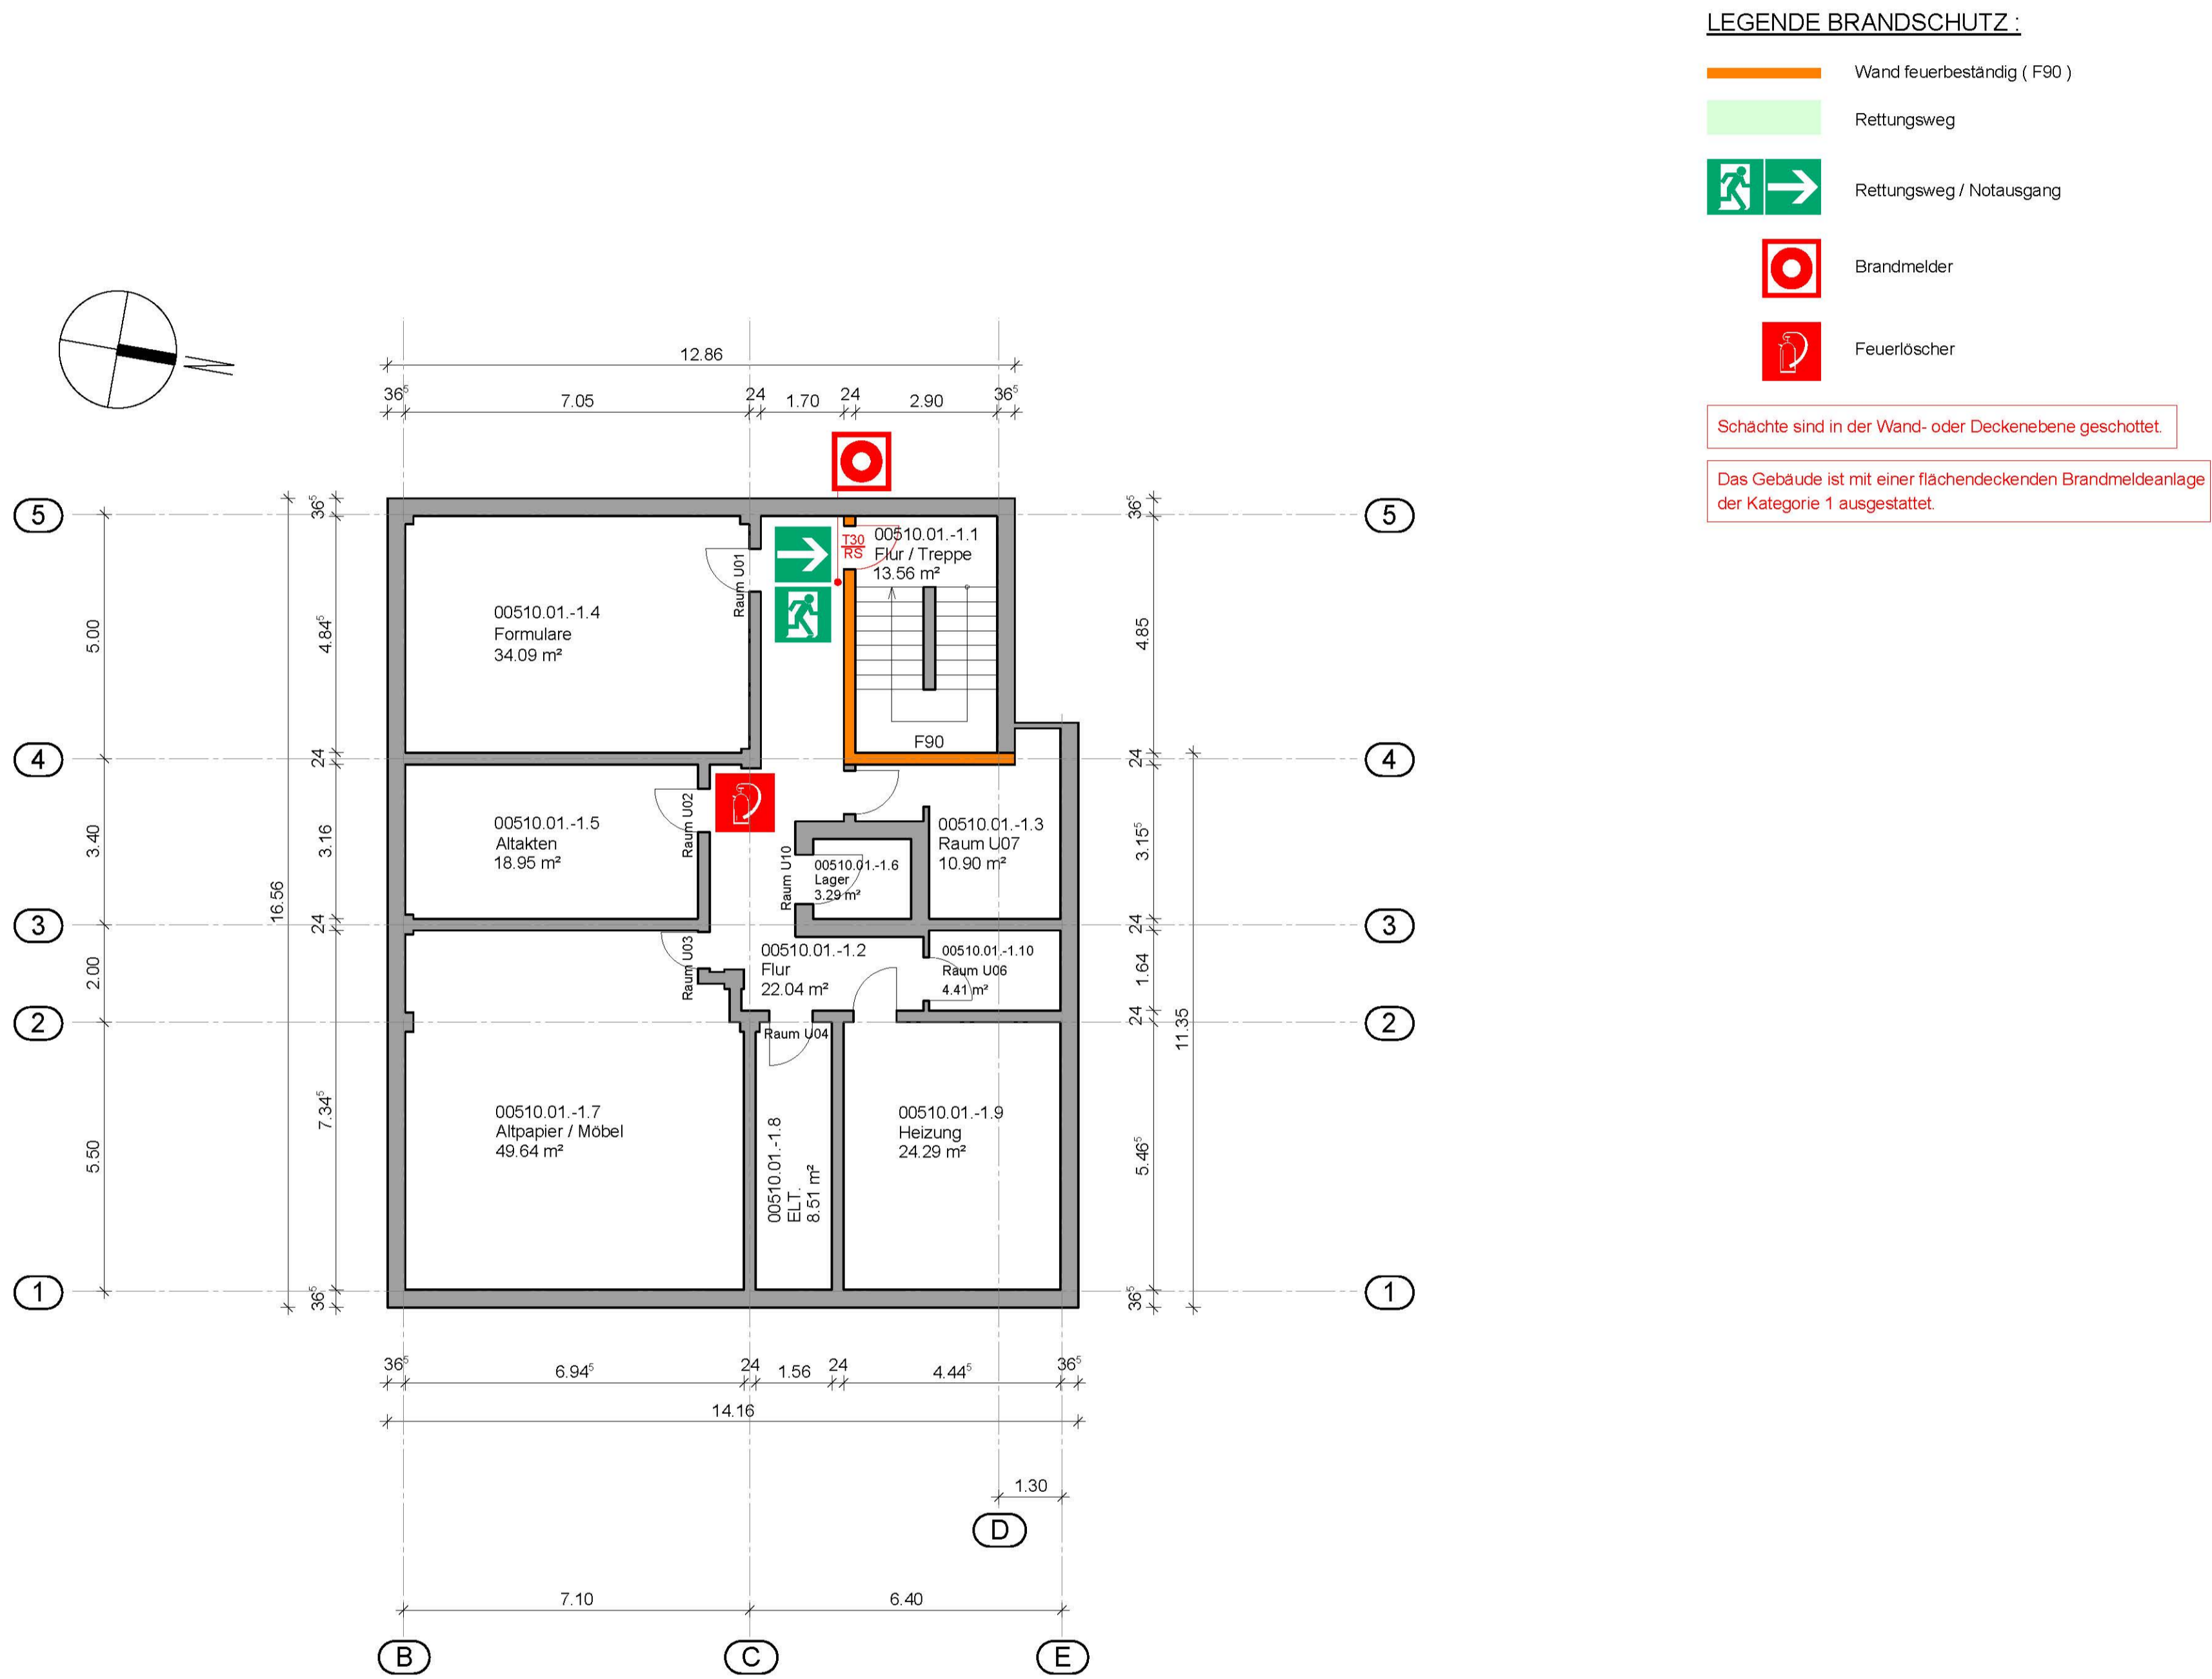 LEGENDE BRANDSCHUTZ :
Wand feuerbeständig ( F90 )
Rettungsweg
Rettungsweg / Notausgang
Brandmelder
Feuerlöscher
Schächte sind in der Wand- oder Deckenebene geschottet.
Das Gebäude ist mit einer flächendeckenden Brandmeldeanlage
der Kategorie 1 ausgestattet.
12.86
36⁵ 7.05 24 1.70 24 2.90 36⁵
5 5
4 4
3 3
2 2
1 1
5.00
3.40
2.00
5.50
16.56
36⁵
4.84⁵
24
3.16
24
7.34⁵
36⁵
Raum U01
T30
RS
00510.01.-1.1
Flur / Treppe
13.56 m²
00510.01.-1.4
Formulare
34.09 m²
F90
00510.01.-1.5
Altakten
18.95 m²
Raum U02
Raum U10
00510.01.-1.6
Lager
3.29 m²
00510.01.-1.3
Raum U07
10.90 m²
Raum U03
00510.01.-1.2
Flur
22.04 m²
00510.01.-1.10
Raum U06
4.41 m²
Raum U04
00510.01.-1.7
Altpapier / Möbel
49.64 m²
00510.01.-1.8
ELT.
8.51 m²
00510.01.-1.9
Heizung
24.29 m²
36⁵
4.85
24
3.15⁵
24
1.64
24
5.46⁵
36⁵
11.35
36⁵ 6.94⁵ 24 1.56 24 4.44⁵ 36⁵
14.16
1.30
D
7.10 6.40
B C E